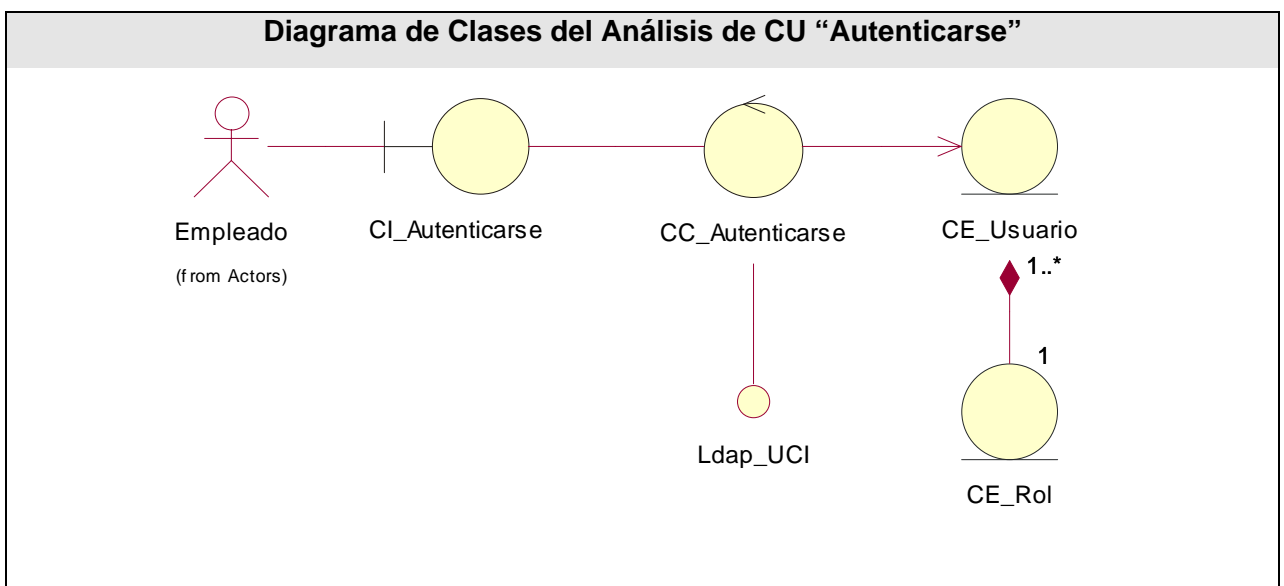 Diagrama de Clases del Análisis de CU “Autenticarse”
Empleado
(from Actors)
CI_Autenticarse
CC_Autenticarse
CE_Usuario
1..*
1
Ldap_UCI
CE_Rol